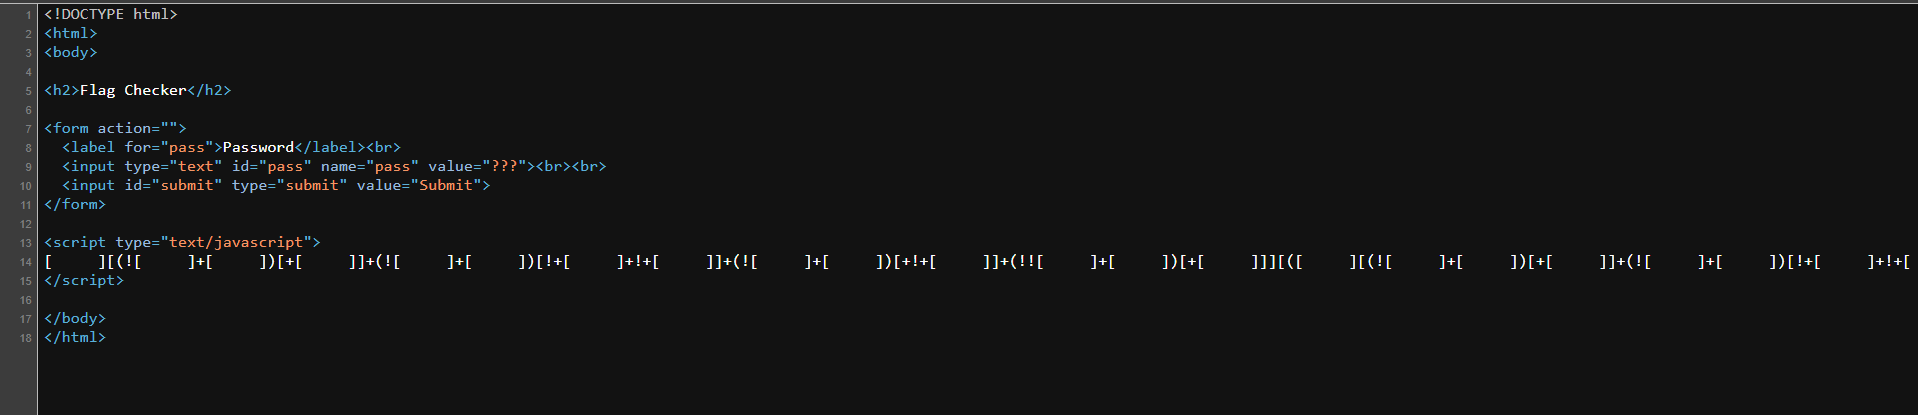 1 <!DOCTYPE html>
2 <html>
3 <body>
4
5 <h2>Flag Checker</h2>
6
7 <form action="">
8   <label for="pass">Password</label><br>
9   <input type="text" id="pass" name="pass" value="???"><br><br>
10   <input id="submit" type="submit" value="Submit">
11 </form>
12
13 <script type="text/javascript">
14 [     ][(![     ]+[     ])[+[     ]]+(![     ]+[     ])[!+[     ]+!+[     ]]+(![     ]+[     ])[+!+[     ]]+(!![     ]+[     ])[+[     ]]][([     ][(![     ]+[     ])[+[     ]]+(![     ]+[     ])[!+[     ]+!+[
15 </script>
16
17 </body>
18 </html>